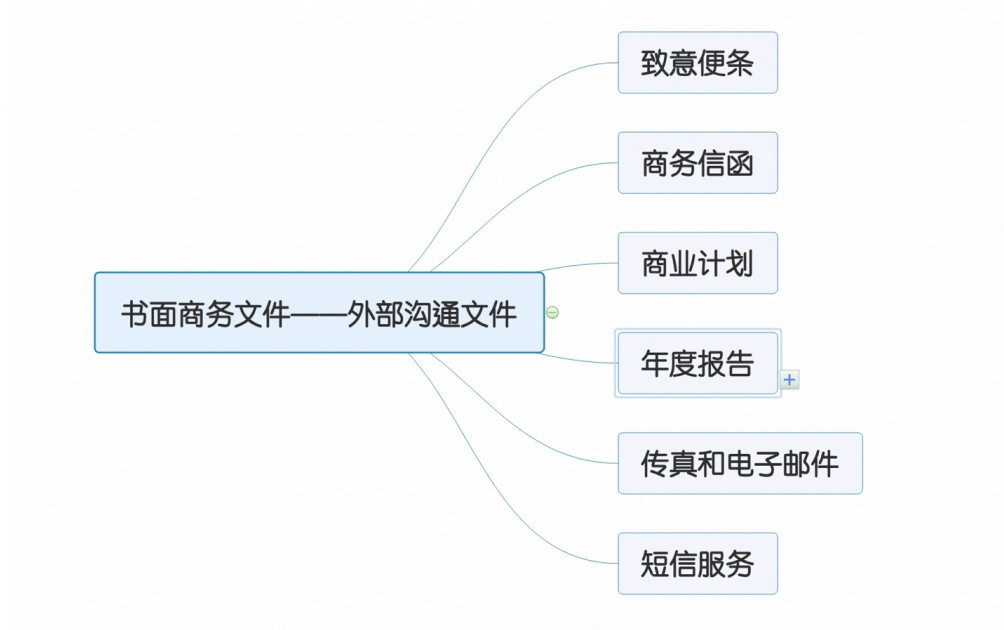 致意便条
商务信函
商业计划
书面商务文件——外部沟通文件
年度报告
传真和电子邮件
短信服务